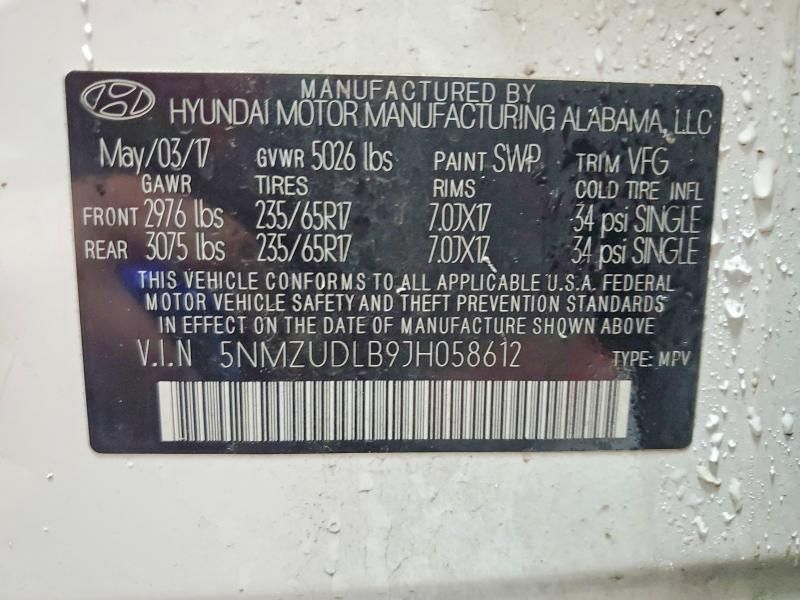 MANUFACTURED BY
HYUNDAI MOTOR MANUFACTURING ALABAMA, LLC
May/03/17 GVWR 5026 lbs PAINT SWP TRIM VFG
GAWR TIRES RIMS COLD TIRE INFL
FRONT 2976 lbs 235/65R17 7.0JX17 34 psi SINGLE
REAR 3075 lbs 235/65R17 7.0JX17 34 psi SINGLE
THIS VEHICLE CONFORMS TO ALL APPLICABLE U.S.A. FEDERAL
MOTOR VEHICLE SAFETY AND THEFT PREVENTION STANDARDS
IN EFFECT ON THE DATE OF MANUFACTURE SHOWN ABOVE
V.I.N 5NMZUDLB9JH058612 TYPE: MPV